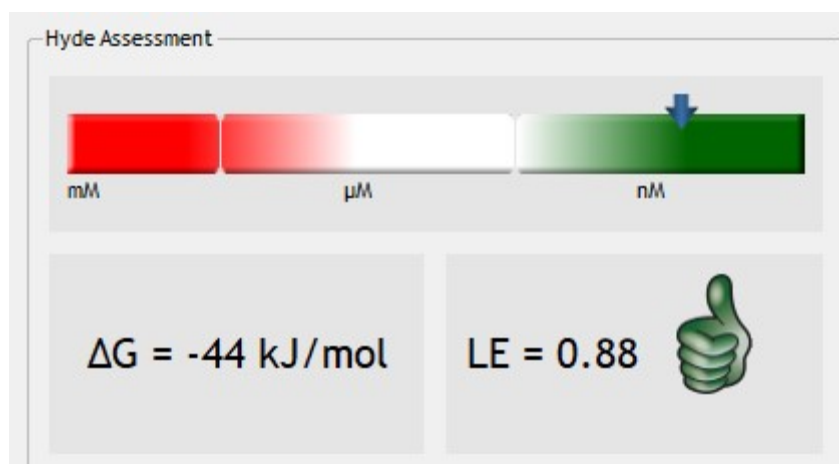 Hyde Assessment
mM µM nM
ΔG = -44 kJ/mol
LE = 0.88